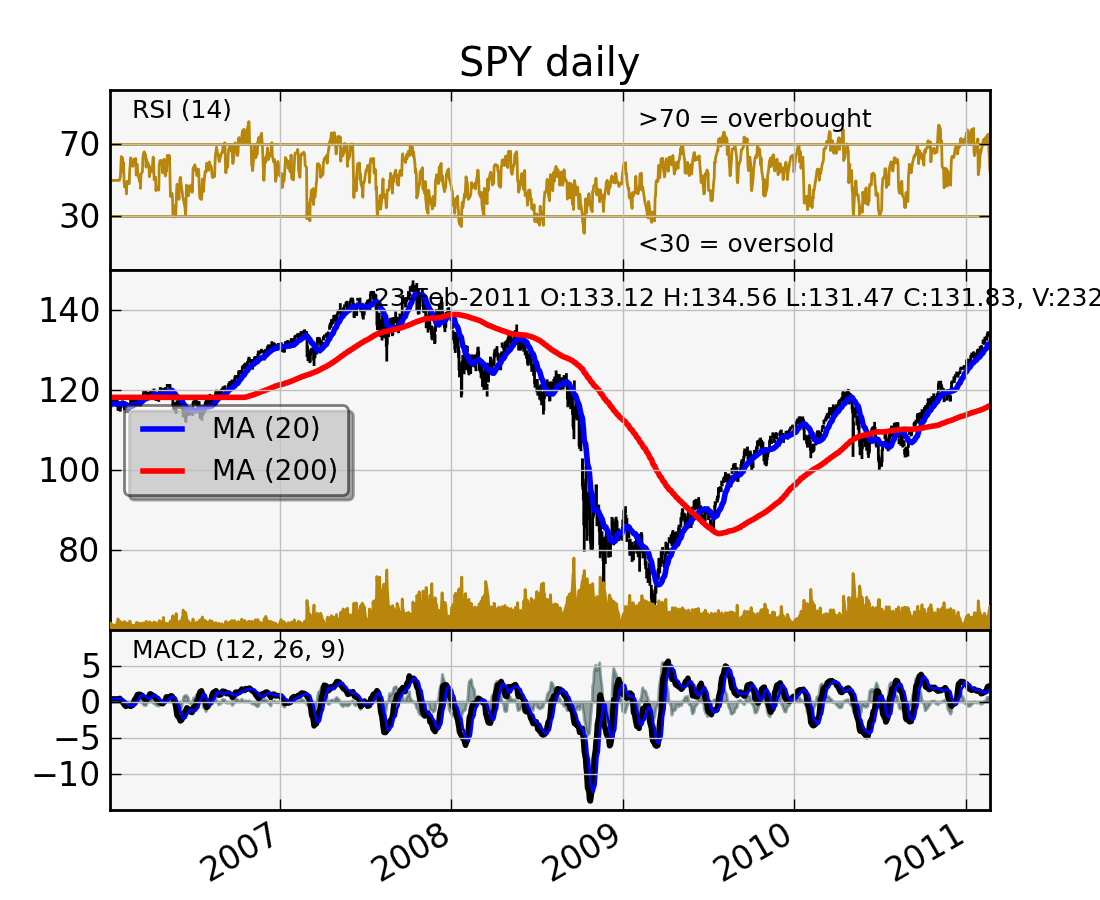 SPY daily
RSI (14)
>70 = overbought
70
30
<30 = oversold
23-Feb-2011 O:133.12 H:134.56 L:131.47 C:131.83, V:232
140
120
100
80
MA (20)
MA (200)
MACD (12, 26, 9)
5
0
−5
−10
2007 2008 2009 2010 2011